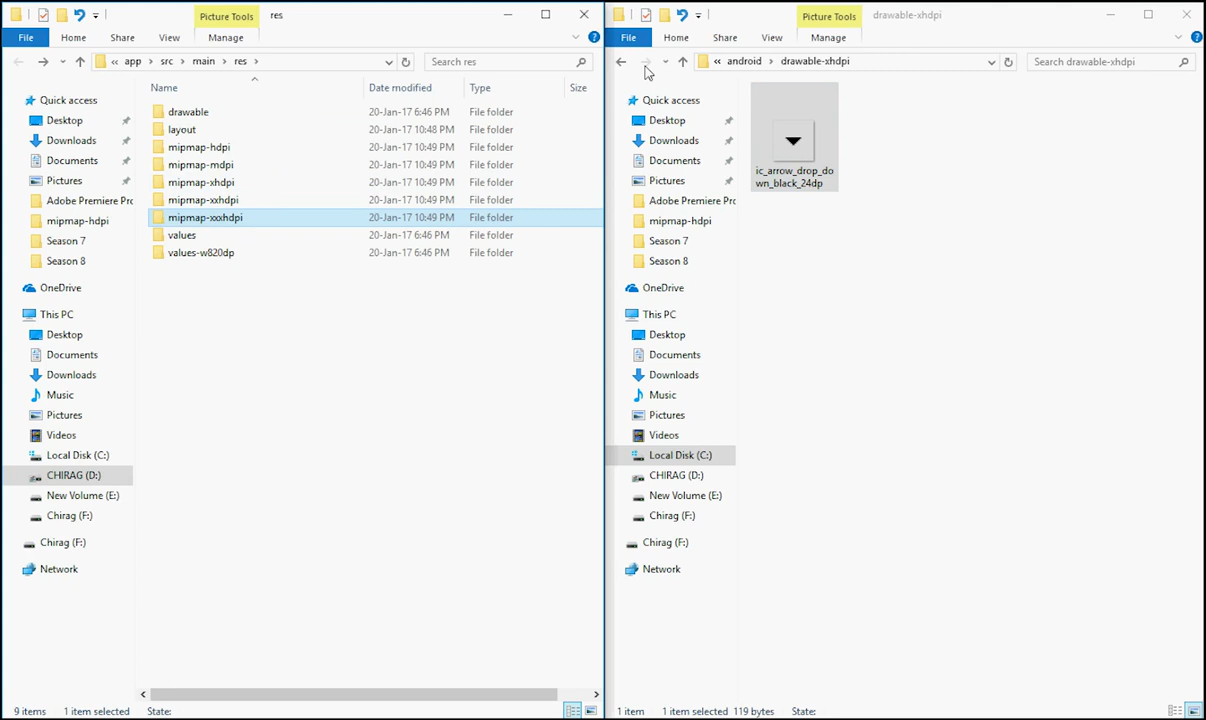 Picture Tools
res
File
Home
Share
View
Manage
« app > src > main > res >
Search res
Name
Date modified
Type
Size
Quick access
Desktop
Downloads
Documents
Pictures
Adobe Premiere Pro
mipmap-hdpi
Season 7
Season 8
OneDrive
This PC
Desktop
Documents
Downloads
Music
Pictures
Videos
Local Disk (C:)
CHIRAG (D:)
New Volume (E:)
Chirag (F:)
Chirag (F:)
Network
drawable 20-Jan-17 6:46 PM File folder
layout 20-Jan-17 10:48 PM File folder
mipmap-hdpi 20-Jan-17 10:49 PM File folder
mipmap-mdpi 20-Jan-17 10:49 PM File folder
mipmap-xhdpi 20-Jan-17 10:49 PM File folder
mipmap-xxhdpi 20-Jan-17 10:49 PM File folder
mipmap-xxxhdpi 20-Jan-17 10:49 PM File folder
values 20-Jan-17 6:46 PM File folder
values-w820dp 20-Jan-17 6:46 PM File folder
9 items 1 item selected State:
Picture Tools
drawable-xhdpi
File
Home
Share
View
Manage
« android > drawable-xhdpi
Search drawable-xhdpi
Quick access
Desktop
Downloads
Documents
Pictures
Adobe Premiere Prc
mipmap-hdpi
Season 7
Season 8
OneDrive
This PC
Desktop
Documents
Downloads
Music
Pictures
Videos
Local Disk (C:)
CHIRAG (D:)
New Volume (E:)
Chirag (F:)
Chirag (F:)
Network
ic_arrow_drop_do
wn_black_24dp
1 item 1 item selected 119 bytes State: